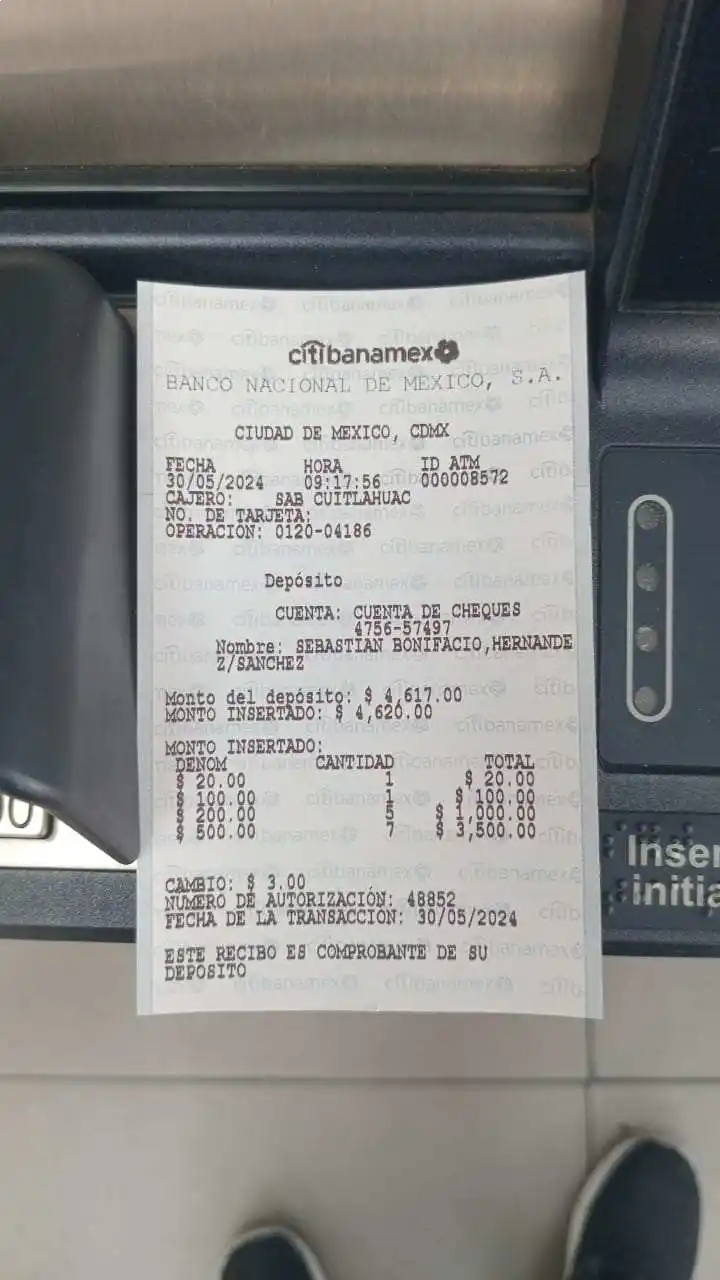 citibanamex
BANCO NACIONAL DE MEXICO, S.A.
CIUDAD DE MEXICO, CDMX
FECHA HORA ID ATM
30/05/2024 09:17:56 000008572
CAJERO: SAB CUITLAHUAC
NO. DE TARJETA:
OPERACIÓN: 0120-04186
Depósito
CUENTA: CUENTA DE CHEQUES
4756-57497
Nombre: SEBASTIAN BONIFACIO,HERNANDE
Z/SANCHEZ
Monto del depósito: $ 4,617.00
MONTO INSERTADO: $ 4,620.00
MONTO INSERTADO:
DENOM CANTIDAD TOTAL
$ 20.00 1 $ 20.00
$ 100.00 1 $ 100.00
$ 200.00 5 $ 1,000.00
$ 500.00 7 $ 3,500.00
CAMBIO: $ 3.00
NUMERO DE AUTORIZACIÓN: 48852
FECHA DE LA TRANSACCION: 30/05/2024
ESTE RECIBO ES COMPROBANTE DE SU
DEPOSITO